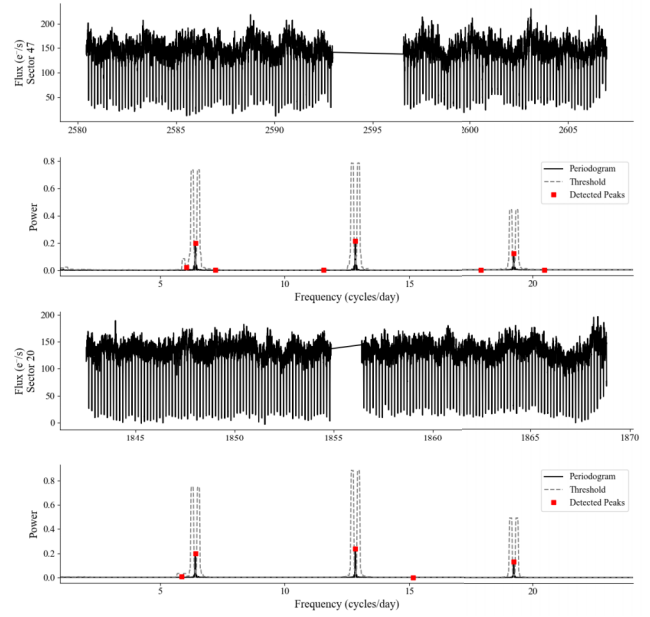 Flux (e⁻/s)
Sector 47
200
150
100
50
2580
2585
2590
2595
2600
2605
Power
0.8
0.6
0.4
0.2
0.0
Periodogram
Threshold
Detected Peaks
5
10
15
20
Frequency (cycles/day)
Flux (e⁻/s)
Sector 20
200
150
100
50
0
1845
1850
1855
1860
1865
1870
Power
0.8
0.6
0.4
0.2
0.0
Periodogram
Threshold
Detected Peaks
5
10
15
20
Frequency (cycles/day)